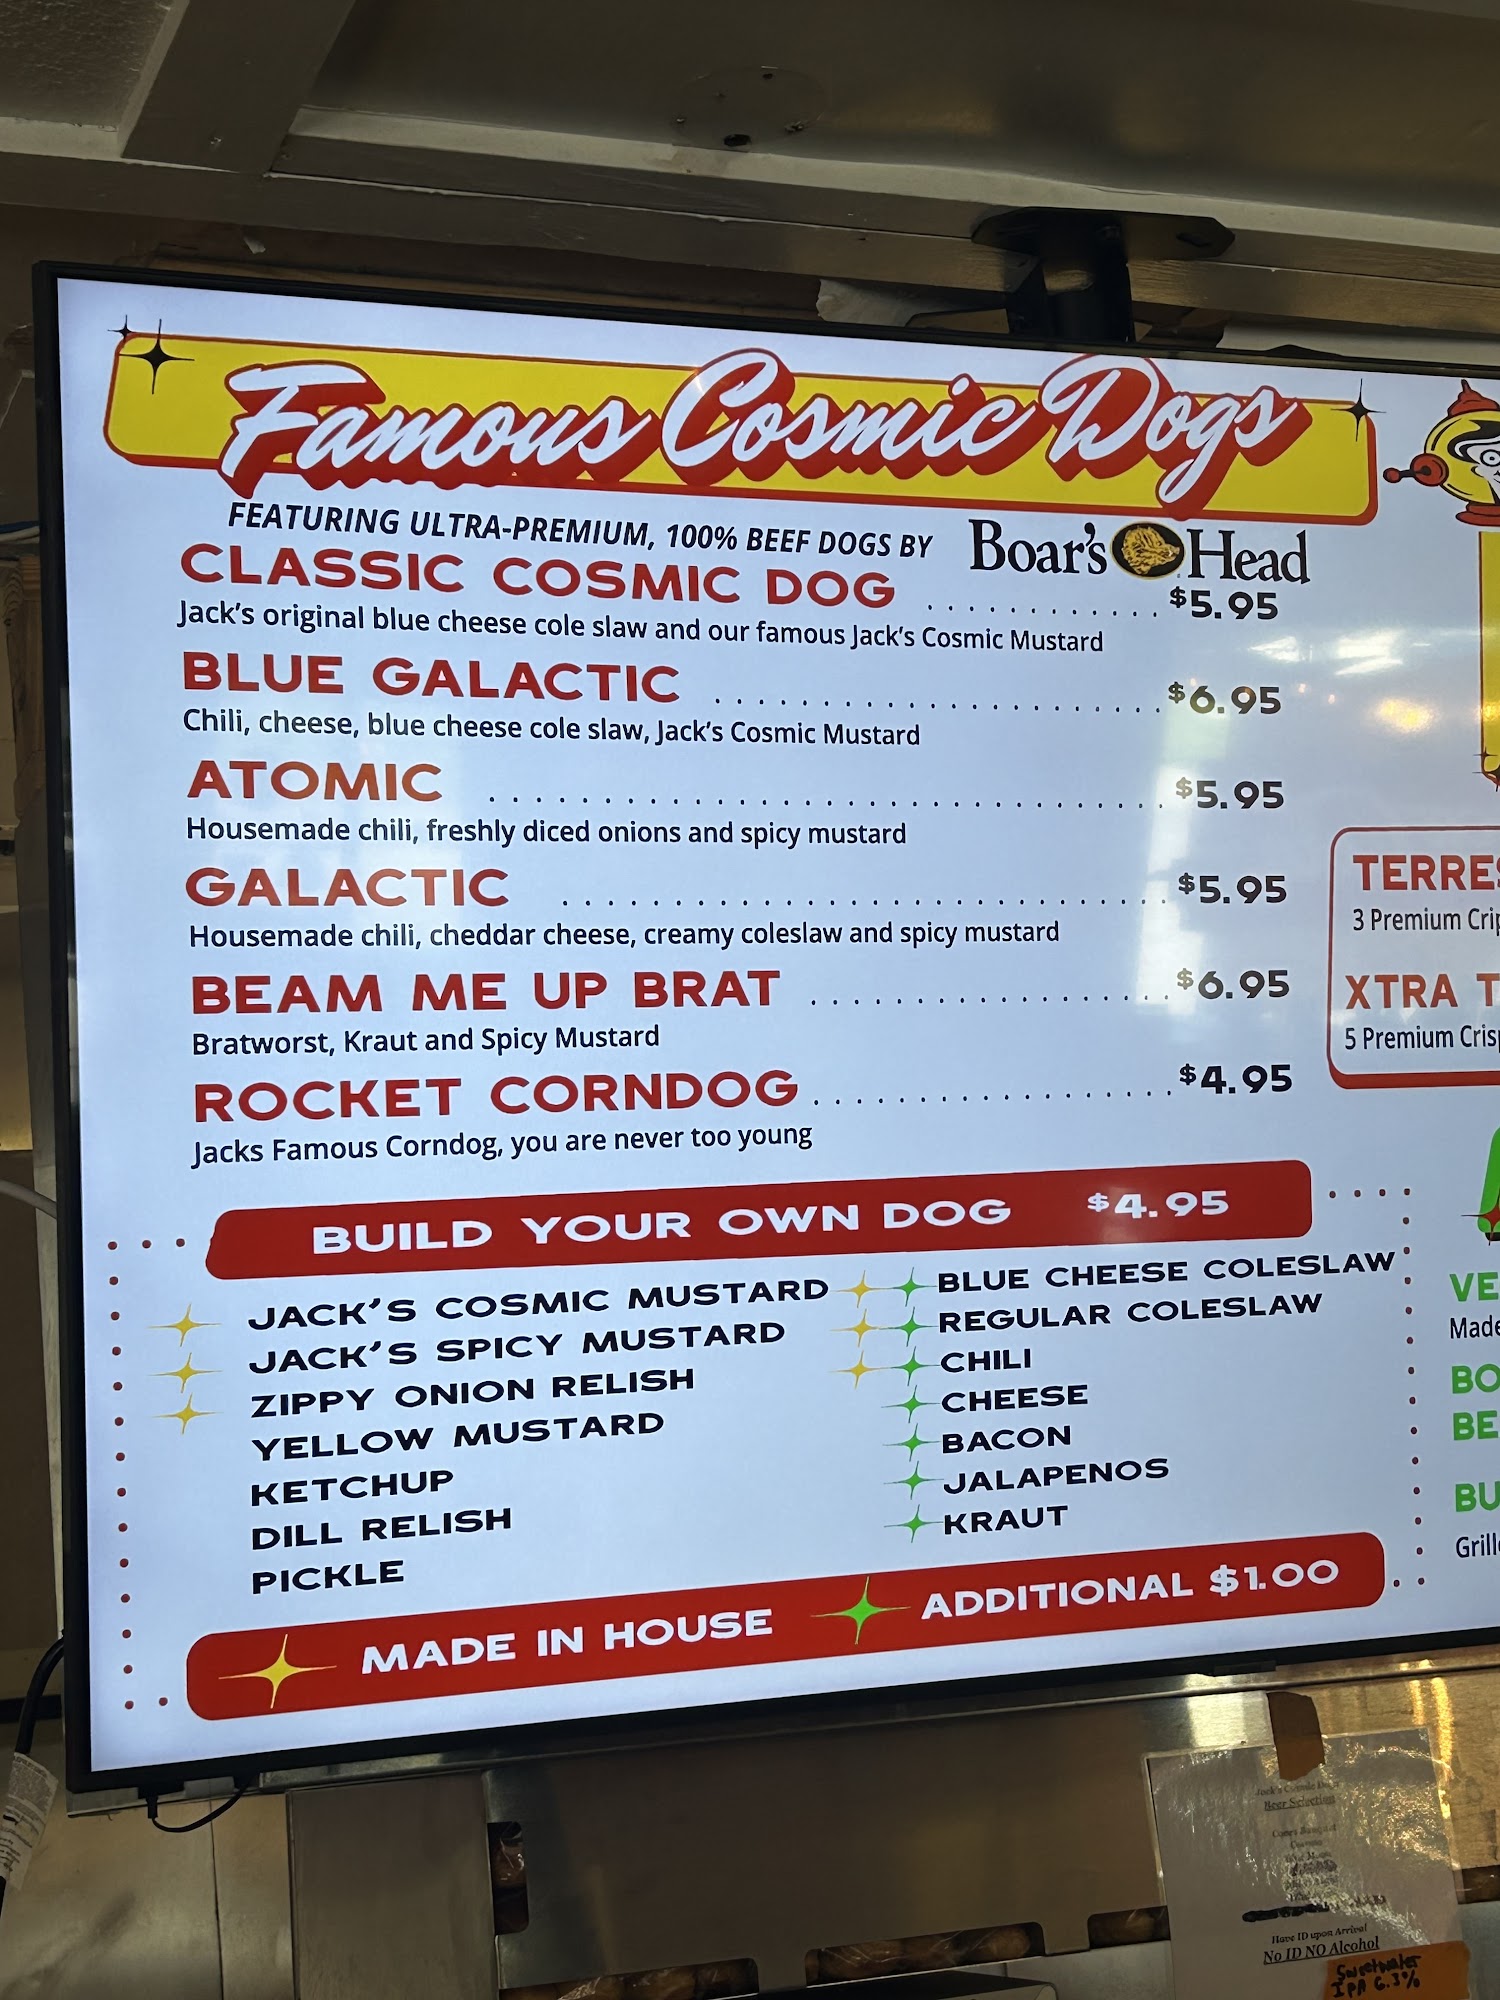 Famous Cosmic Dogs
FEATURING ULTRA-PREMIUM, 100% BEEF DOGS BY Boar's Head
CLASSIC COSMIC DOG ............ $5.95
Jack's original blue cheese cole slaw and our famous Jack's Cosmic Mustard
BLUE GALACTIC ................... $6.95
Chili, cheese, blue cheese cole slaw, Jack's Cosmic Mustard
ATOMIC ............................. $5.95
Housemade chili, freshly diced onions and spicy mustard
GALACTIC .......................... $5.95
Housemade chili, cheddar cheese, creamy coleslaw and spicy mustard
BEAM ME UP BRAT ................ $6.95
Bratworst, Kraut and Spicy Mustard
ROCKET CORNDOG ................ $4.95
Jacks Famous Corndog, you are never too young
BUILD YOUR OWN DOG $4.95
JACK'S COSMIC MUSTARD
JACK'S SPICY MUSTARD
ZIPPY ONION RELISH
YELLOW MUSTARD
KETCHUP
DILL RELISH
PICKLE
BLUE CHEESE COLESLAW
REGULAR COLESLAW
CHILI
CHEESE
BACON
JALAPENOS
KRAUT
MADE IN HOUSE ADDITIONAL $1.00
TERRES
3 Premium Crip
XTRA T
5 Premium Cris
VE
Made
BO
BE
BU
Grill
Beer Selection
Have ID upon Arrival
No ID NO Alcohol
Sweetwater
IPA 6.3%